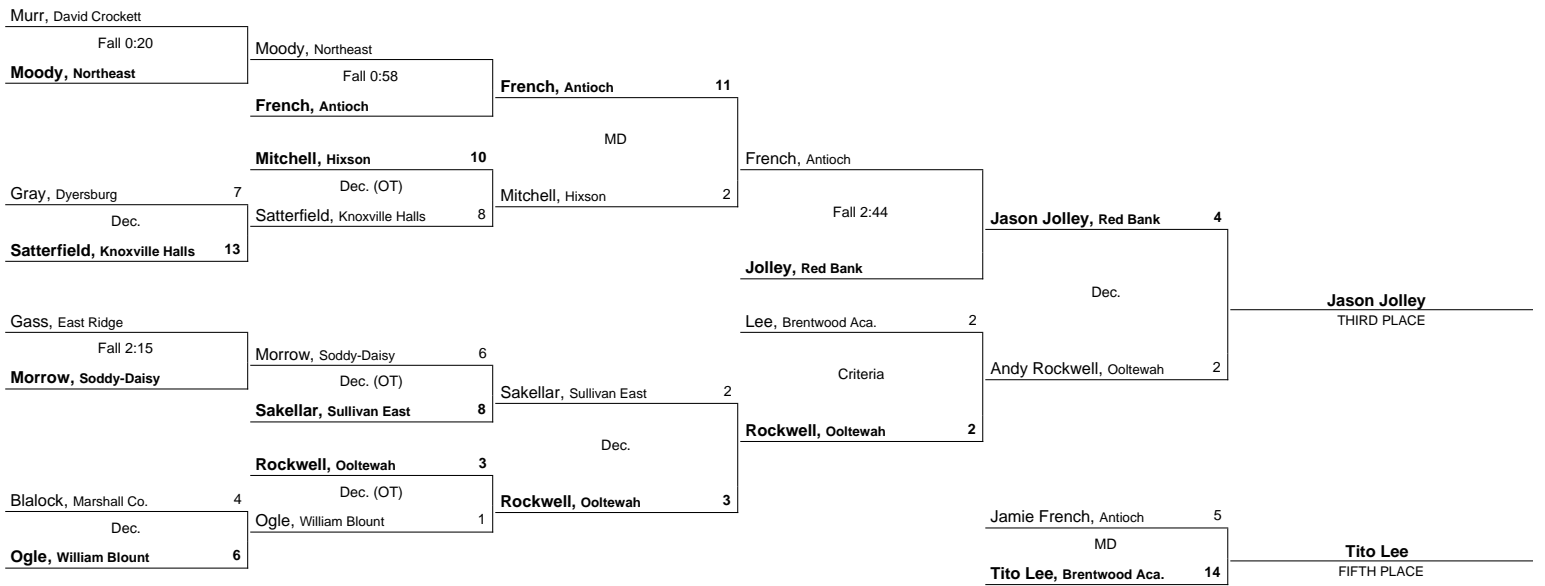 Murr, David Crockett
Fall 0:20
Moody, Northeast
Gray, Dyersburg 7
Dec.
Satterfield, Knoxville Halls 13
Gass, East Ridge
Fall 2:15
Morrow, Soddy-Daisy
Blalock, Marshall Co. 4
Dec.
Ogle, William Blount 6
Moody, Northeast
Fall 0:58
French, Antioch
Mitchell, Hixson 10
Dec. (OT)
Satterfield, Knoxville Halls 8
Morrow, Soddy-Daisy 6
Dec. (OT)
Sakellar, Sullivan East 8
Rockwell, Ooltewah 3
Dec. (OT)
Ogle, William Blount 1
French, Antioch 11
MD
Mitchell, Hixson 2
Sakellar, Sullivan East 2
Dec.
Rockwell, Ooltewah 3
French, Antioch
Fall 2:44
Jolley, Red Bank
Lee, Brentwood Aca. 2
Criteria
Rockwell, Ooltewah 2
Jason Jolley, Red Bank 4
Dec.
Andy Rockwell, Ooltewah 2
Jason Jolley
THIRD PLACE
Jamie French, Antioch 5
MD
Tito Lee, Brentwood Aca. 14
Tito Lee
FIFTH PLACE